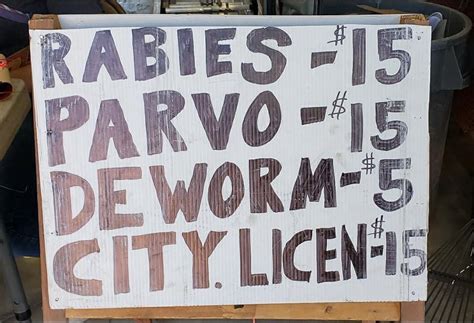 RABIES - $15
PARVO - $15
DEWORM - $5
CITY. LICEN - $15